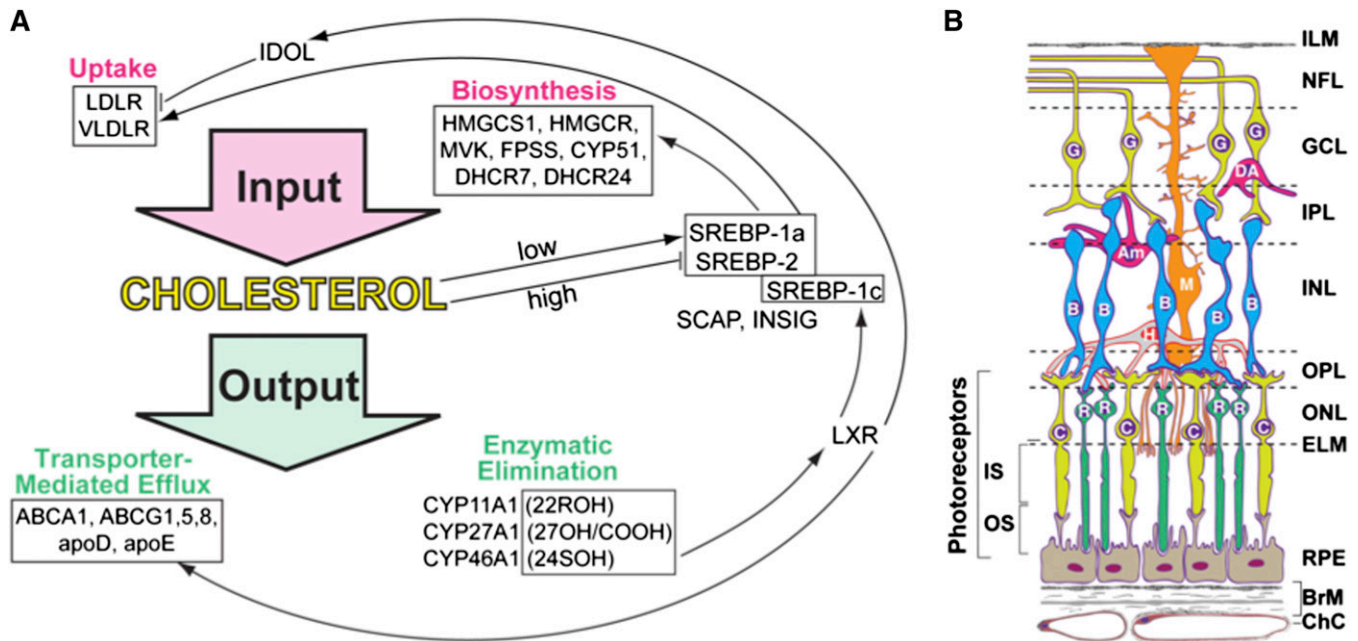 A
IDOL
Uptake
LDLR
VLDLR
Biosynthesis
HMGCS1, HMGCR,
MVK, FPSS, CYP51,
DHCR7, DHCR24
Input
low
SREBP-1a
SREBP-2
CHOLESTEROL
high
SREBP-1c
SCAP, INSIG
Output
LXR
Transporter-
Mediated Efflux
ABCA1, ABCG1,5,8,
apoD, apoE
Enzymatic
Elimination
CYP11A1 (22ROH)
CYP27A1 (27OH/COOH)
CYP46A1 (24SOH)
B
ILM
NFL
GCL
G G G G
DA
IPL
Am
INL
M
B B B B B
H
OPL
ONL
R R R R R
C C C C
ELM
Photoreceptors
IS
OS
RPE
BrM
ChC